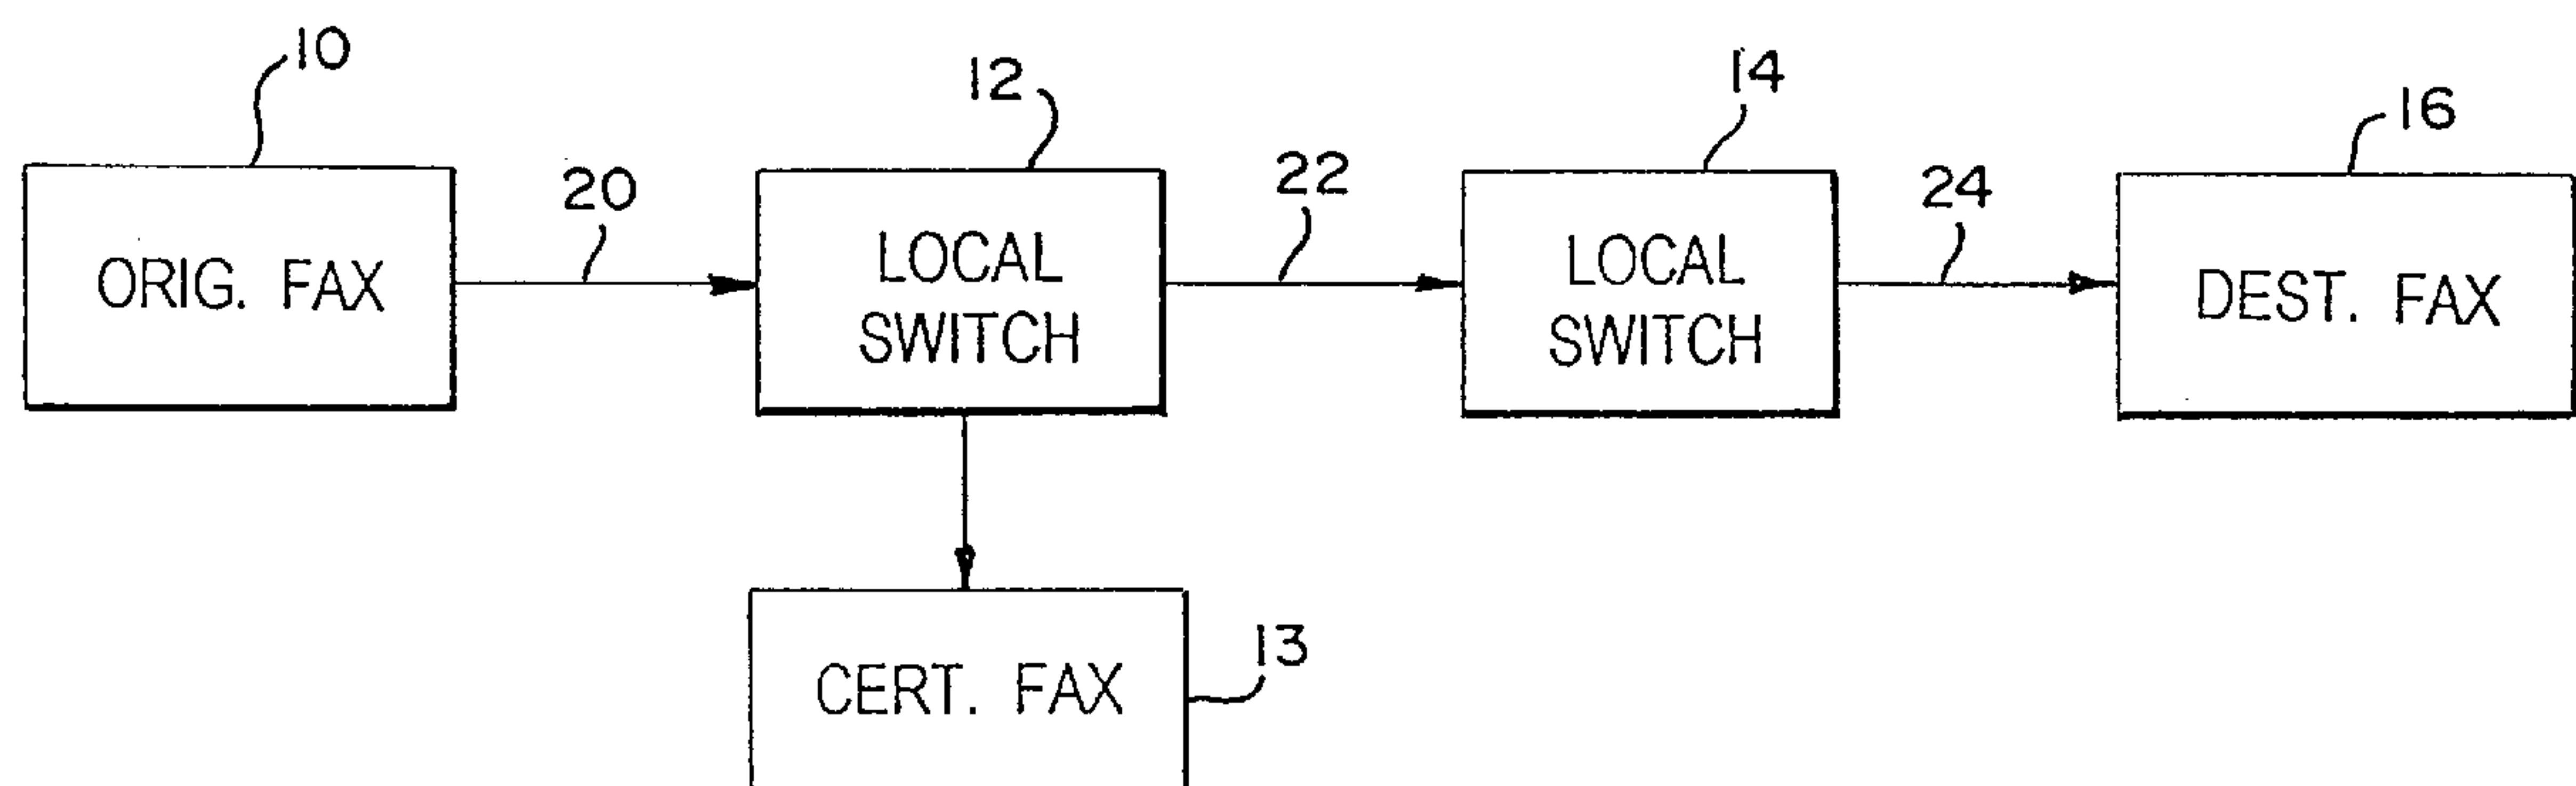 10
12
14
16
20
22
24
ORIG. FAX
LOCAL
SWITCH
LOCAL
SWITCH
DEST. FAX
CERT. FAX
13